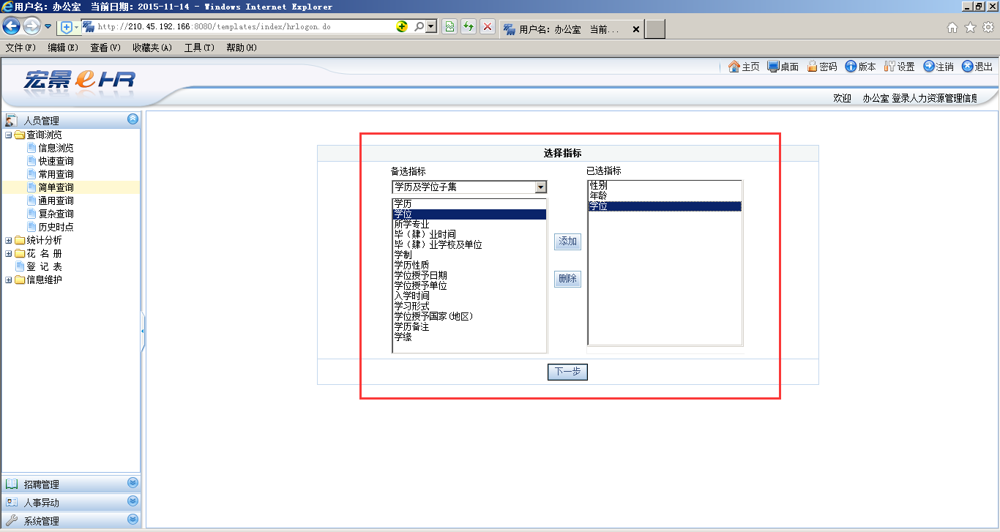 用户名：办公室  当前日期：2015-11-14 - Windows Internet Explorer
http://210.45.192.166:8080/templates/index/hrlogon.do
用户名：办公室  当前...
文件(F)  编辑(E)  查看(V)  收藏夹(A)  工具(T)  帮助(H)
宏景eHR
主页 桌面 密码 版本 设置 注销 退出
欢迎  办公室 登录人力资源管理信息
人员管理
查询浏览
信息浏览
快速查询
常用查询
简单查询
通用查询
复杂查询
历史时点
统计分析
花 名 册
登 记 表
信息维护
招聘管理
人事异动
系统管理
选择指标
备选指标
学历及学位子集
学历
学位
所学专业
毕（肄）业时间
毕（肄）业学校及单位
学制
学历性质
学位授予日期
学位授予单位
入学时间
学习形式
学位授予国家(地区)
学历备注
学缘
添加
删除
已选指标
性别
年龄
学位
下一步